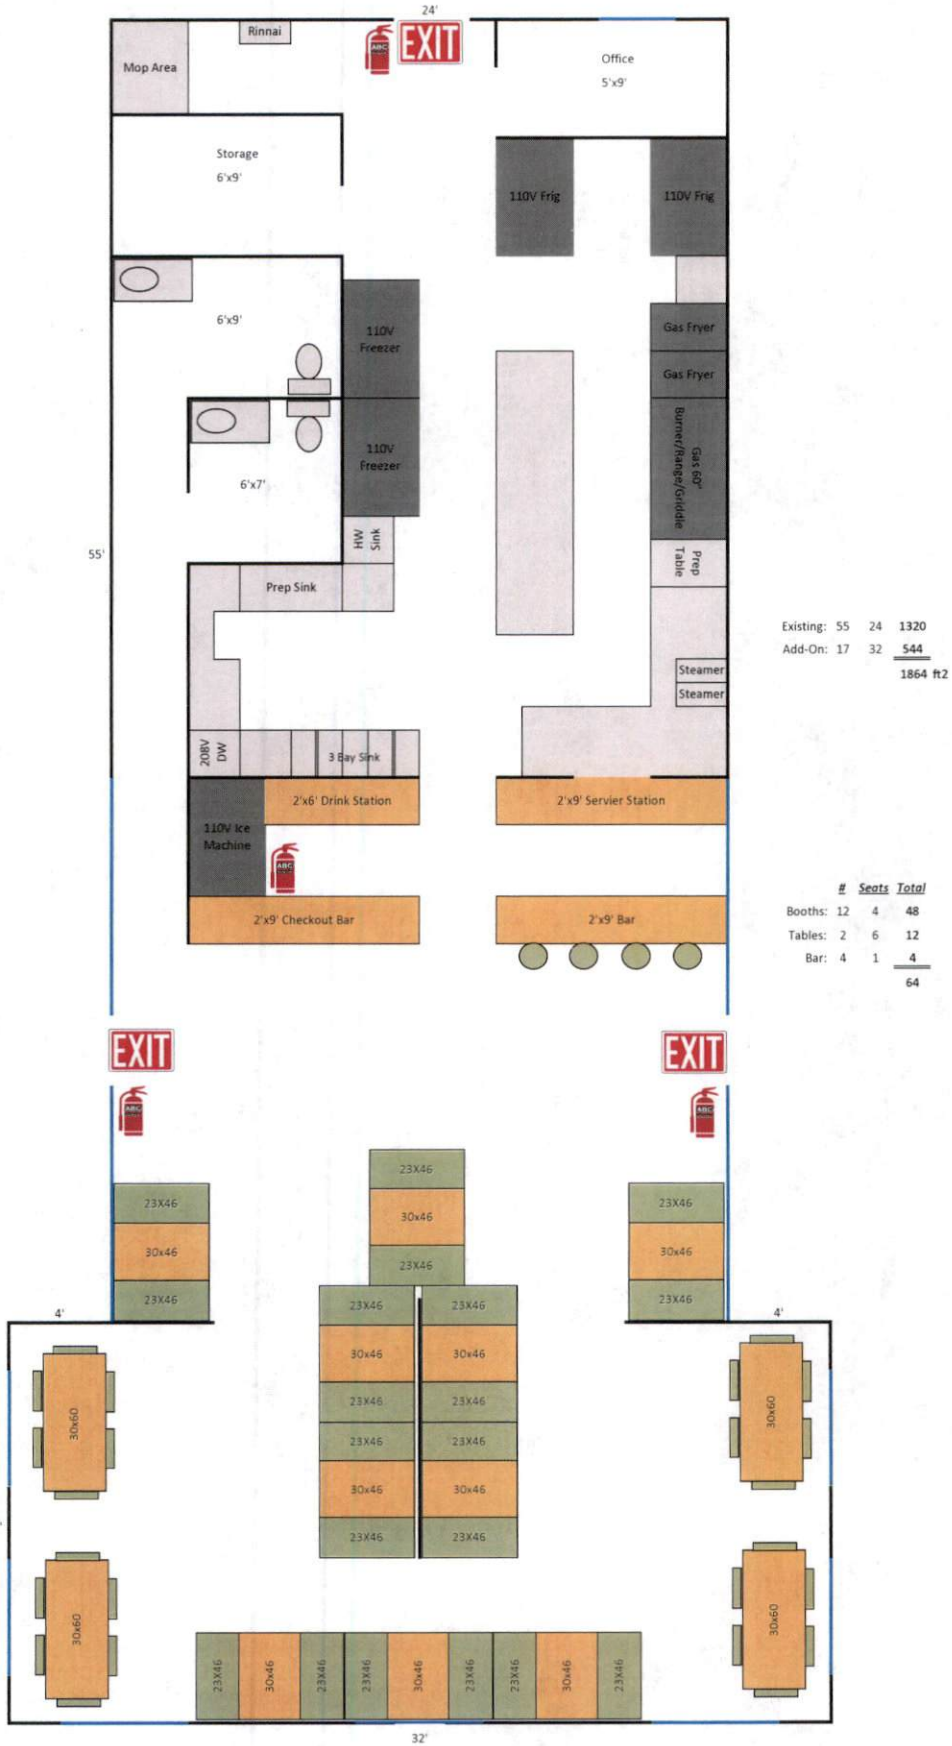 24'
Rinnai
ABC
EXIT
Mop Area
Office
5'x9'
Storage
6'x9'
110V Frig
110V Frig
6'x9'
110V
Freezer
Gas Fryer
Gas Fryer
110V
Freezer
Gas 60"
Burner/Range/Griddle
6'x7'
HW
Sink
55'
Prep
Table
Prep Sink
Existing: 55 24 1320
Add-On: 17 32 544
1864 ft2
Steamer
Steamer
208V
DW
3 Bay Sink
2'x6' Drink Station
2'x9' Servier Station
110V Ice
Machine
ABC
2'x9' Checkout Bar
2'x9' Bar
# Seats Total
Booths: 12 4 48
Tables: 2 6 12
Bar: 4 1 4
64
EXIT
EXIT
ABC
ABC
23X46
30x46
23X46
23X46
30x46
23X46
23X46
30x46
23X46
4'
4'
23X46
23X46
30x46
30x46
23X46
23X46
23X46
23X46
30x46
30x46
23X46
23X46
30x60
30x60
30x60
30x60
23X46
30x46
23X46
23X46
30x46
23X46
23X46
30x46
23X46
32'